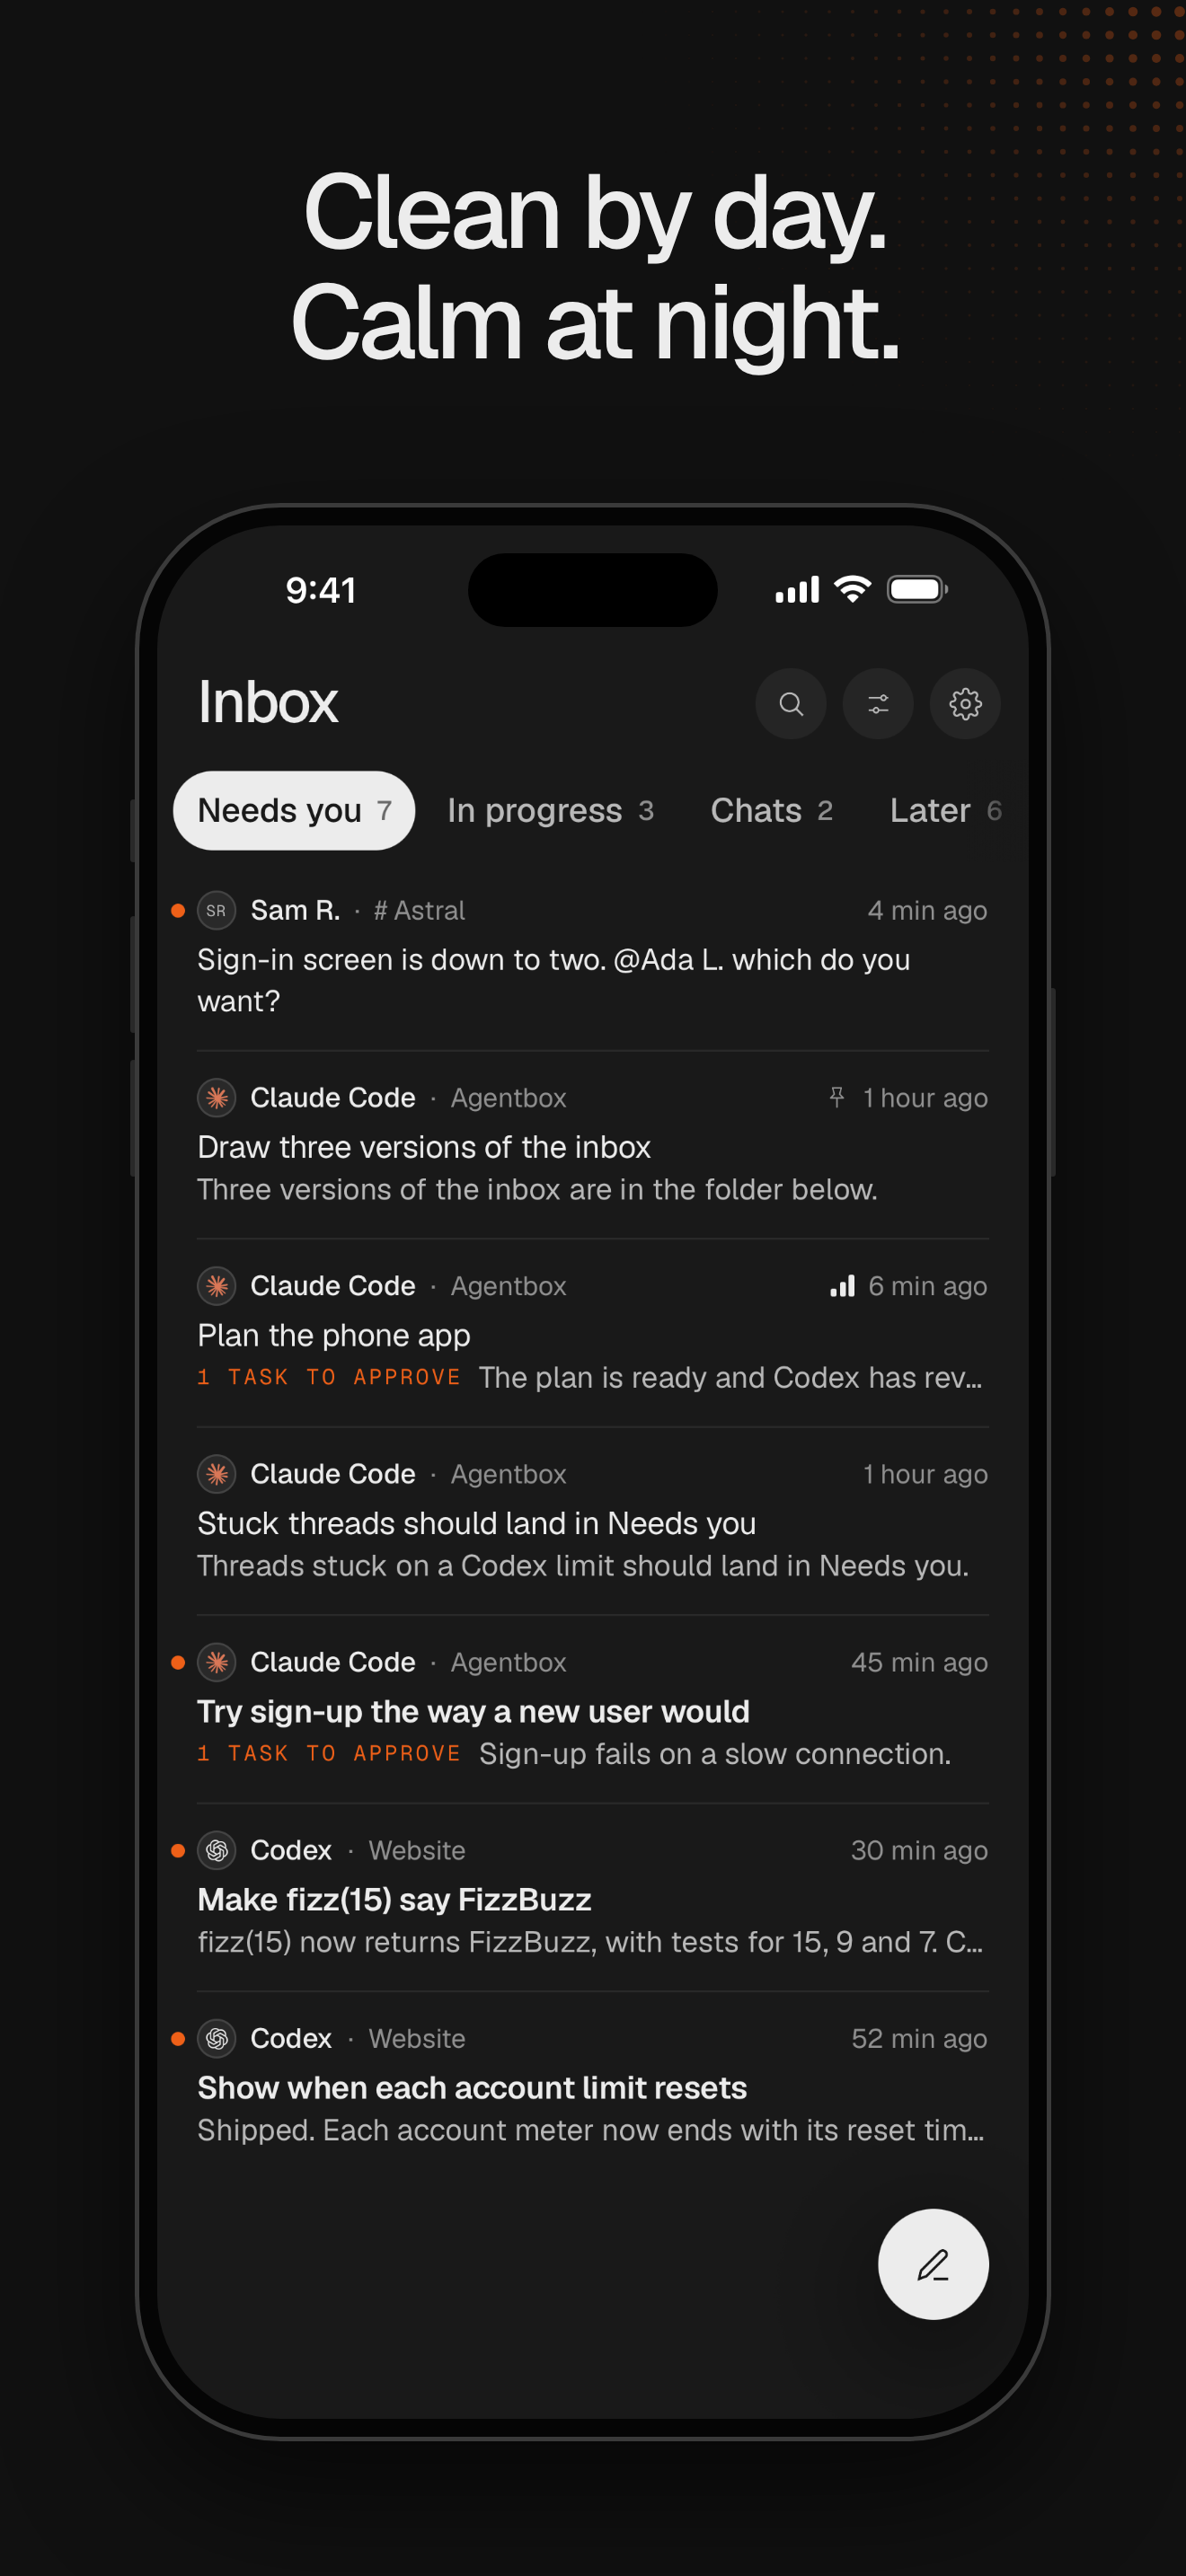 Clean by day.
Calm at night.
9:41
Inbox
Needs you 7 In progress 3 Chats 2 Later 6
SR Sam R. · # Astral 4 min ago
Sign-in screen is down to two. @Ada L. which do you
want?
Claude Code · Agentbox 1 hour ago
Draw three versions of the inbox
Three versions of the inbox are in the folder below.
Claude Code · Agentbox 6 min ago
Plan the phone app
1 TASK TO APPROVE The plan is ready and Codex has rev...
Claude Code · Agentbox 1 hour ago
Stuck threads should land in Needs you
Threads stuck on a Codex limit should land in Needs you.
Claude Code · Agentbox 45 min ago
Try sign-up the way a new user would
1 TASK TO APPROVE Sign-up fails on a slow connection.
Codex · Website 30 min ago
Make fizz(15) say FizzBuzz
fizz(15) now returns FizzBuzz, with tests for 15, 9 and 7. C...
Codex · Website 52 min ago
Show when each account limit resets
Shipped. Each account meter now ends with its reset tim...